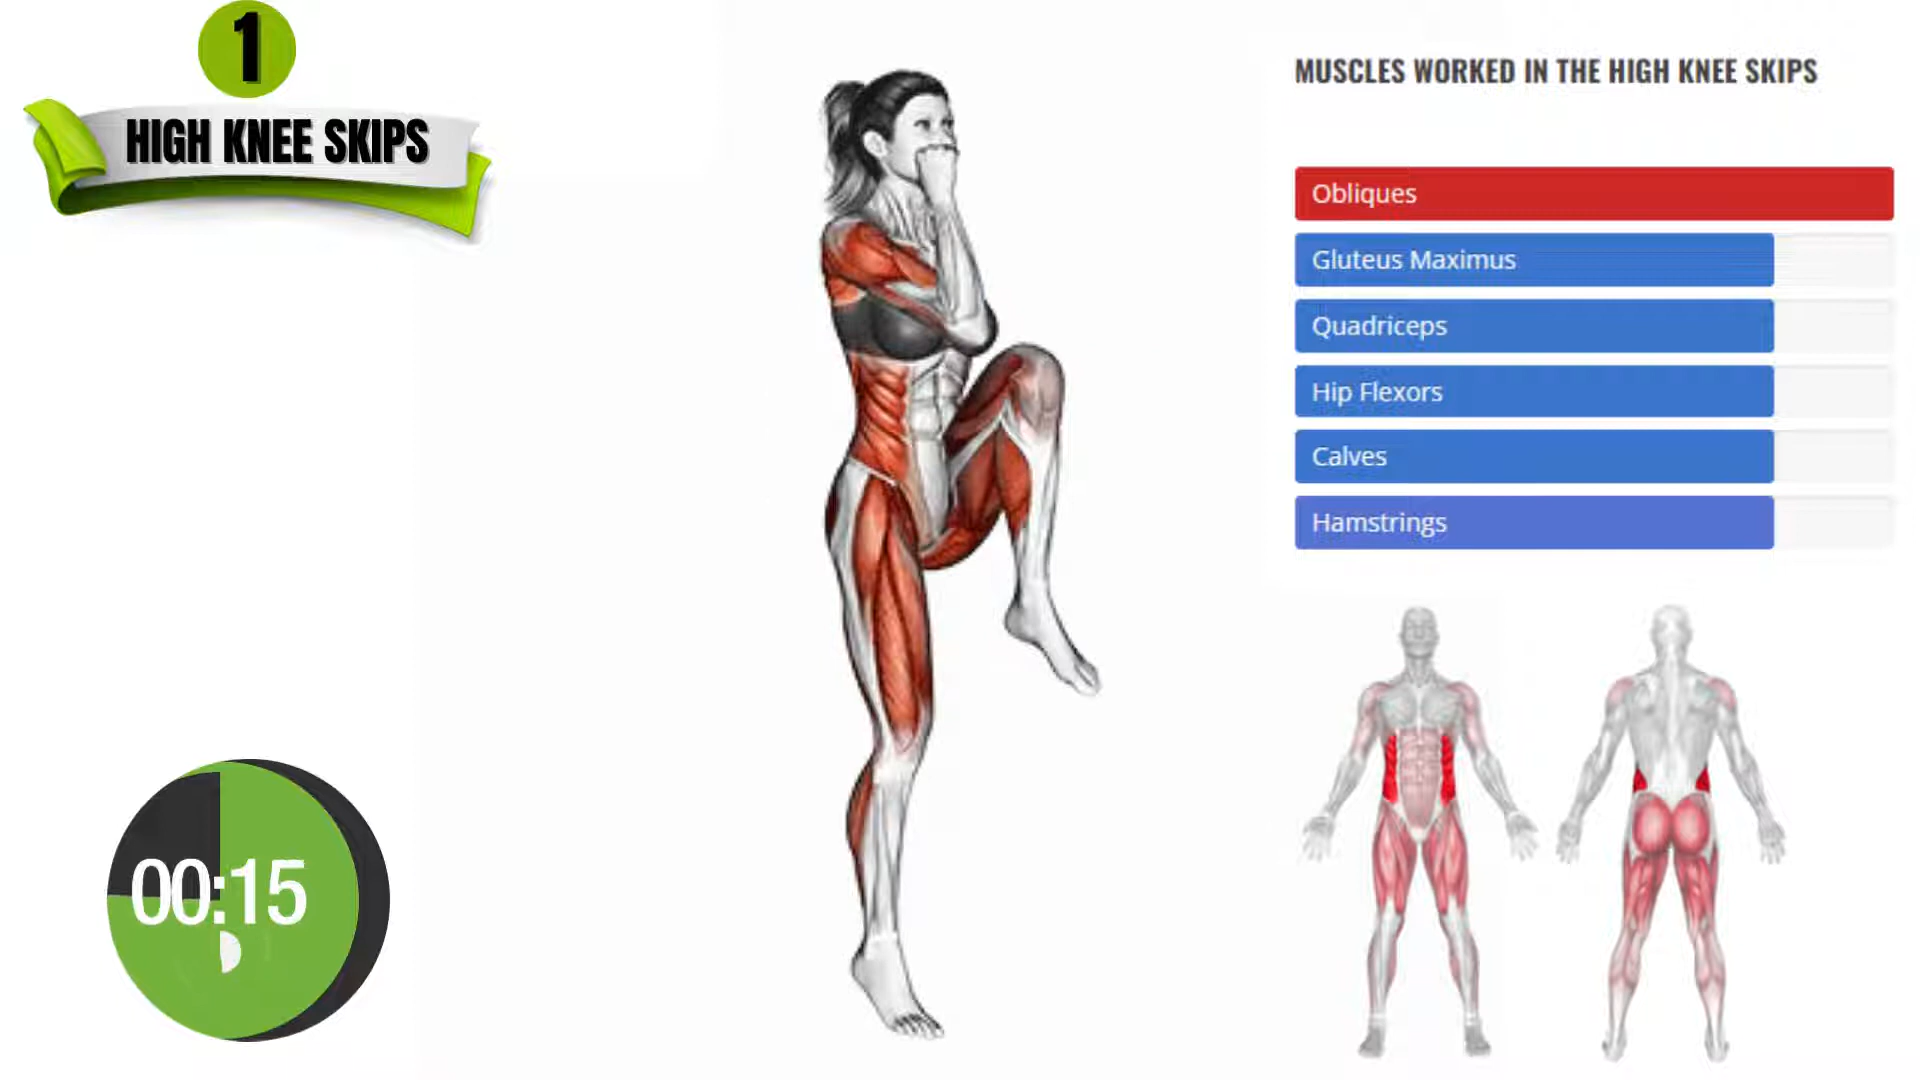 1
HIGH KNEE SKIPS
MUSCLES WORKED IN THE HIGH KNEE SKIPS
Obliques
Gluteus Maximus
Quadriceps
Hip Flexors
Calves
Hamstrings
00:15